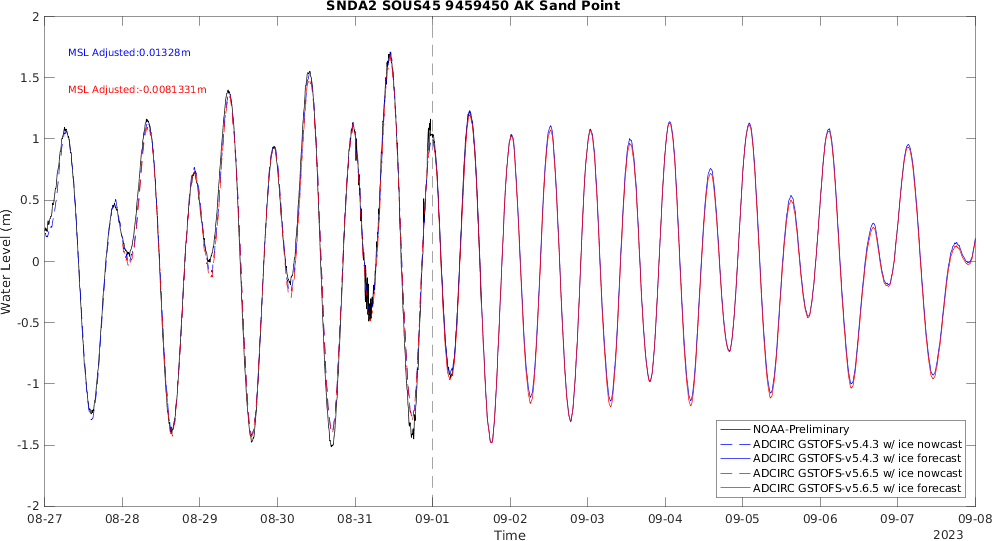 SNDA2 SOUS45 9459450 AK Sand Point
MSL Adjusted:0.01328m
MSL Adjusted:-0.0081331m
Water Level (m)
2
1.5
1
0.5
0
-0.5
-1
-1.5
-2
NOAA-Preliminary
ADCIRC GSTOFS-v5.4.3 w/ ice nowcast
ADCIRC GSTOFS-v5.4.3 w/ ice forecast
ADCIRC GSTOFS-v5.6.5 w/ ice nowcast
ADCIRC GSTOFS-v5.6.5 w/ ice forecast
08-27 08-28 08-29 08-30 08-31 09-01 09-02 09-03 09-04 09-05 09-06 09-07 09-08
Time
2023